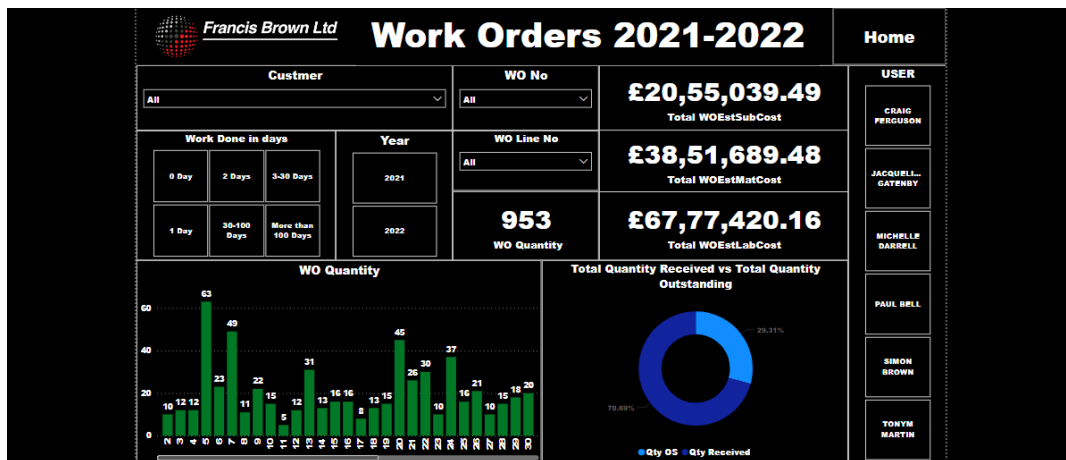 Francis Brown Ltd
Work Orders 2021-2022
Home
Custmer
All
WO No
All
£20,55,039.49
Total WOEstSubCost
USER
CRAIG
FERGUSON
Work Done in days
0 Day
2 Days
3-30 Days
1 Day
30-100
Days
More than
100 Days
Year
2021
2022
WO Line No
All
£38,51,689.48
Total WOEstMatCost
JACQUELI...
GATENBY
953
WO Quantity
£67,77,420.16
Total WOEstLabCost
MICHELLE
DARRELL
PAUL BELL
SIMON
BROWN
TONYM
MARTIN
WO Quantity
60
40
20
0
10 12 12 63 23 49 11 22 15 5 12 31 13 16 16 8 13 15 45 26 30 10 37 16 21 10 15 18 20
2 3 4 5 6 7 8 9 10 11 12 13 14 15 16 17 18 19 20 21 22 23 24 25 26 27 28 29 30
Total Quantity Received vs Total Quantity
Outstanding
29.31%
70.69%
Qty OS Qty Received